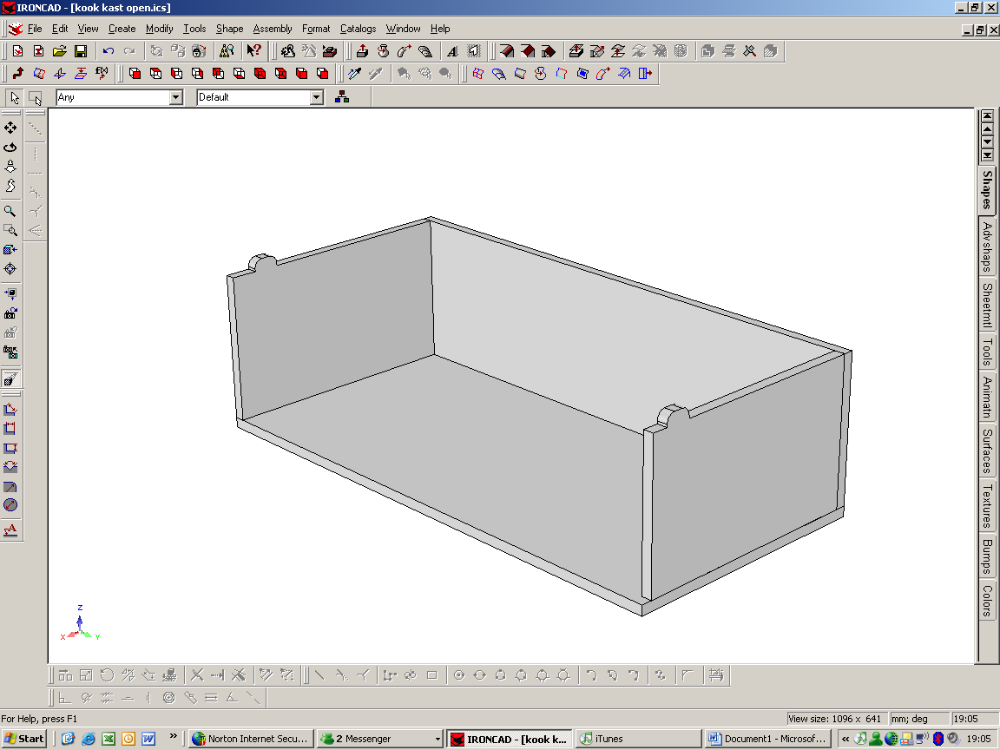 IRONCAD - [kook kast open.ics]
File Edit View Create Modify Tools Shape Assembly Format Catalogs Window Help
Any Default
Shapes
Adv shaps
Sheetmtl
Tools
Animatn
Surfaces
Textures
Bumps
Colors
Z
X Y
For Help, press F1 View size: 1096 x 641 mm; deg 19:05
Start » Norton Internet Secu... 2 Messenger IRONCAD - [kook k... iTunes Document1 - Microsof... « 19:05